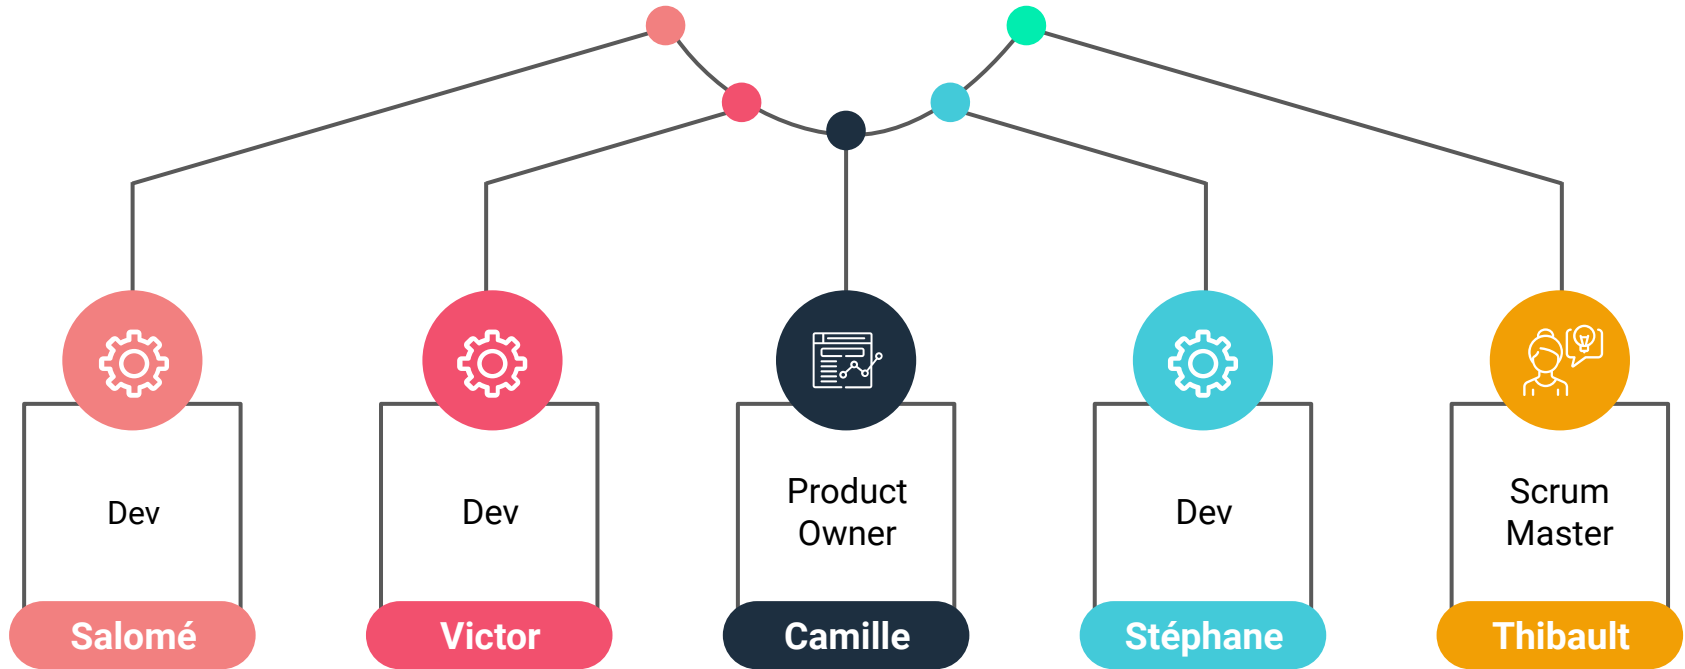 Dev
Salomé
Dev
Victor
Product
Owner
Camille
Dev
Stéphane
Scrum
Master
Thibault